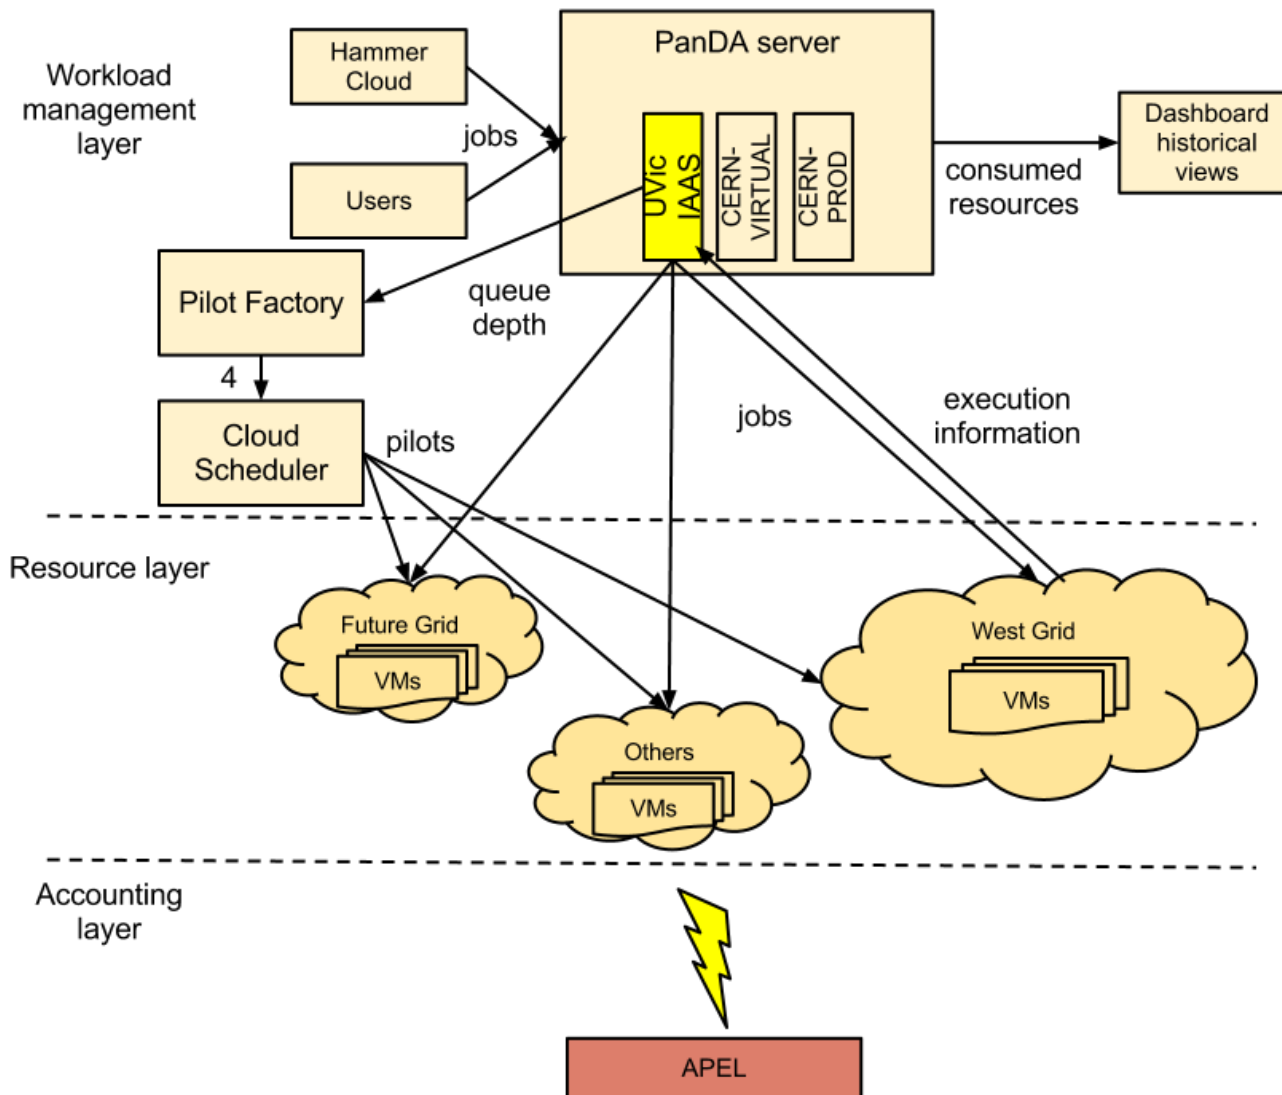 Workload
management
layer
Hammer
Cloud
jobs
Users
PanDA server
UVic
IAAS
CERN-
VIRTUAL
CERN-
PROD
consumed
resources
Dashboard
historical
views
Pilot Factory
queue
depth
4
Cloud
Scheduler
pilots
jobs
execution
information
Resource layer
Future Grid
VMs
West Grid
VMs
Others
VMs
Accounting
layer
APEL